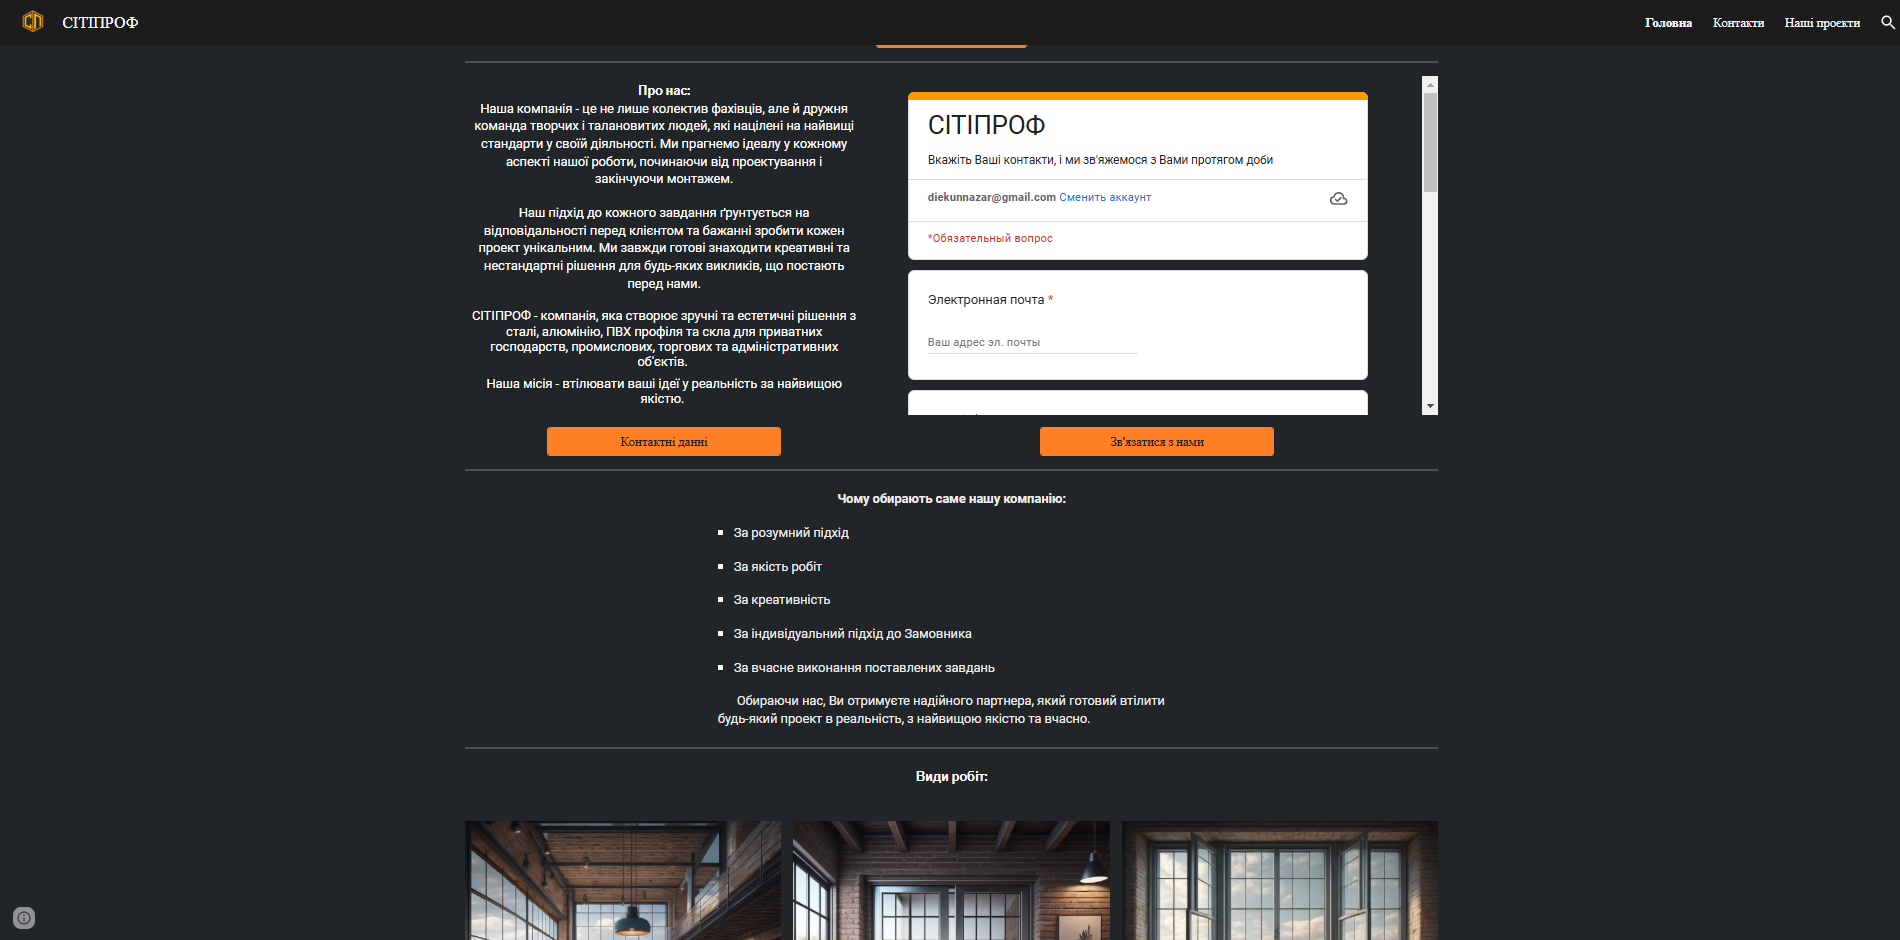 СІТІПРОФ
Головна
Контакти
Наші проєкти
Про нас:
Наша компанія - це не лише колектив фахівців, але й дружня
команда творчих і талановитих людей, які націлені на найвищі
стандарти у своїй діяльності. Ми прагнемо ідеалу у кожному
аспекті нашої роботи, починаючи від проектування і
закінчуючи монтажем.
Наш підхід до кожного завдання ґрунтується на
відповідальності перед клієнтом та бажанні зробити кожен
проект унікальним. Ми завжди готові знаходити креативні та
нестандартні рішення для будь-яких викликів, що постають
перед нами.
СІТІПРОФ - компанія, яка створює зручні та естетичні рішення з
сталі, алюмінію, ПВХ профіля та скла для приватних
господарств, промислових, торгових та адміністративних
об'єктів.
Наша місія - втілювати ваші ідеї у реальність за найвищою
якістю.
Контактні данні
СІТІПРОФ
Вкажіть Ваші контакти, і ми зв'яжемося з Вами протягом доби
diekunnazar@gmail.com Сменить аккаунт
*Обязательный вопрос
Электронная почта *
Ваш адрес эл. почты
Зв'язатися з нами
Чому обирають саме нашу компанію:
За розумний підхід
За якість робіт
За креативність
За індивідуальний підхід до Замовника
За вчасне виконання поставлених завдань
Обираючи нас, Ви отримуєте надійного партнера, який готовий втілити
будь-який проект в реальність, з найвищою якістю та вчасно.
Види робіт: